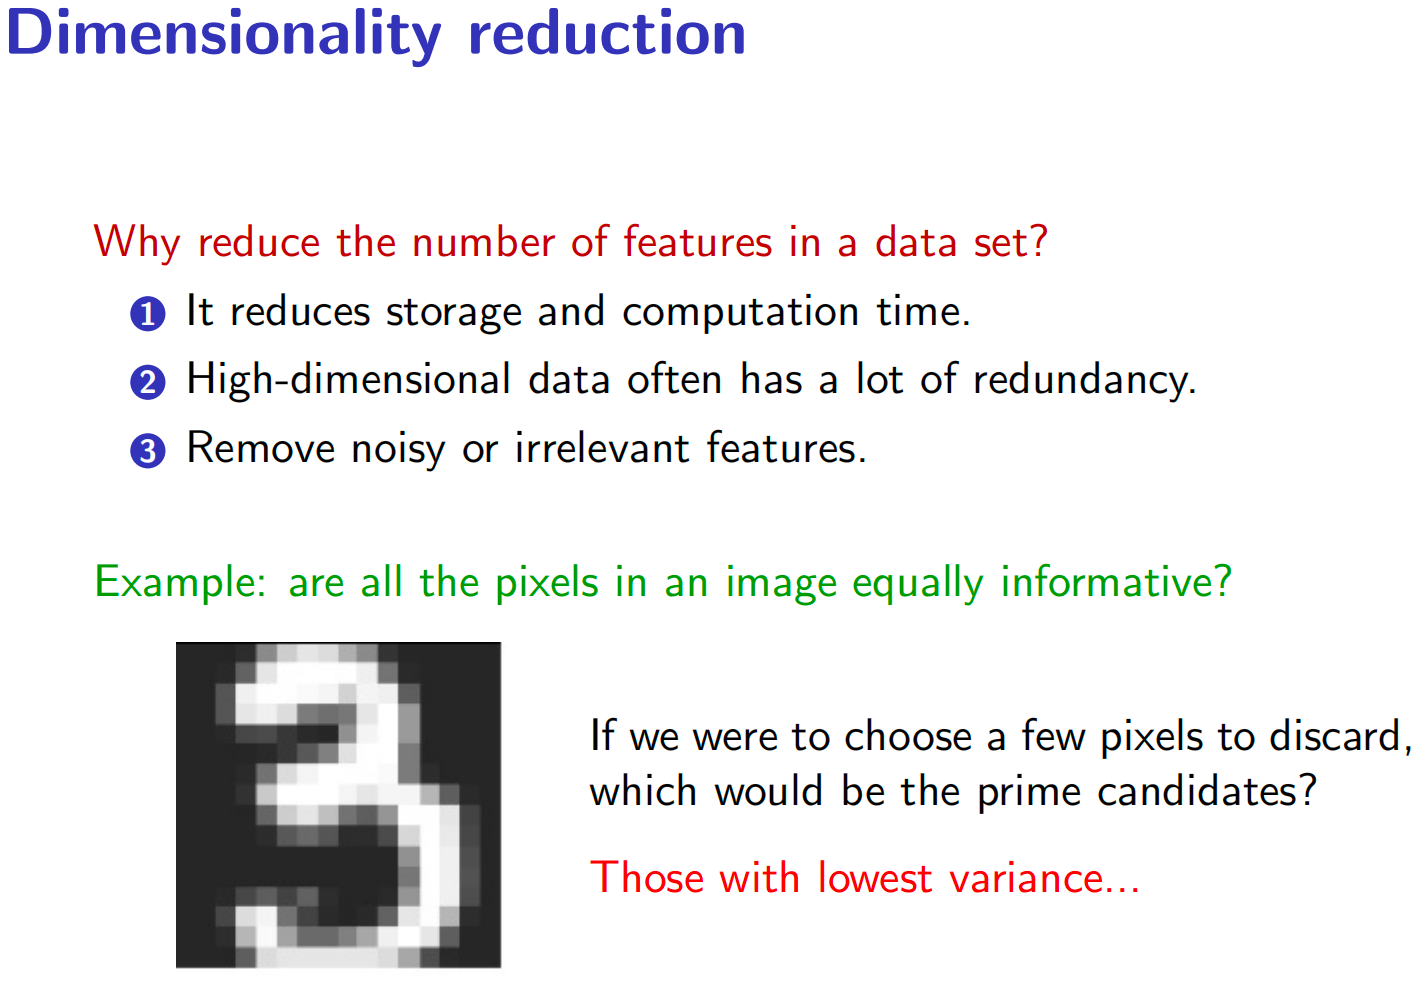 Dimensionality reduction
Why reduce the number of features in a data set?
1 It reduces storage and computation time.
2 High-dimensional data often has a lot of redundancy.
3 Remove noisy or irrelevant features.
Example: are all the pixels in an image equally informative?
If we were to choose a few pixels to discard,
which would be the prime candidates?
Those with lowest variance...